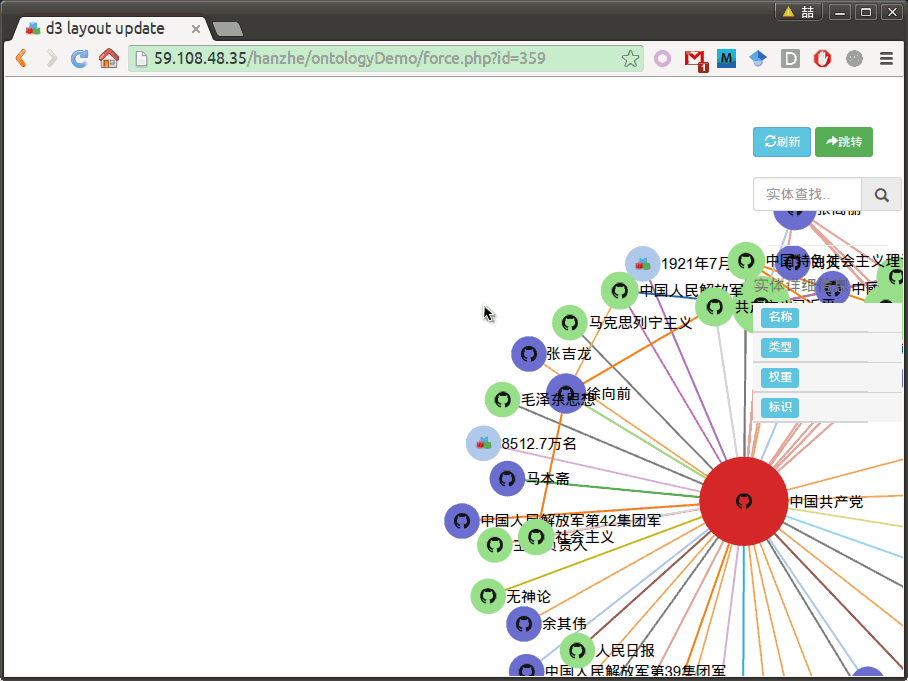 喆
d3 layout update
59.108.48.35/hanzhe/ontologyDemo/force.php?id=359
M
D
1
刷新
跳转
实体查找..
1921年7月
中国特色社会主义理
中国人民解放军
实体详细信息
共产
名称
马克思列宁主义
类型
张吉龙
权重
徐向前
毛泽东思想
标识
8512.7万名
马本斋
中国共产党
中国人民解放军第42集团军
社会主义
无神论
余其伟
人民日报
中国人民解放军第39集团军